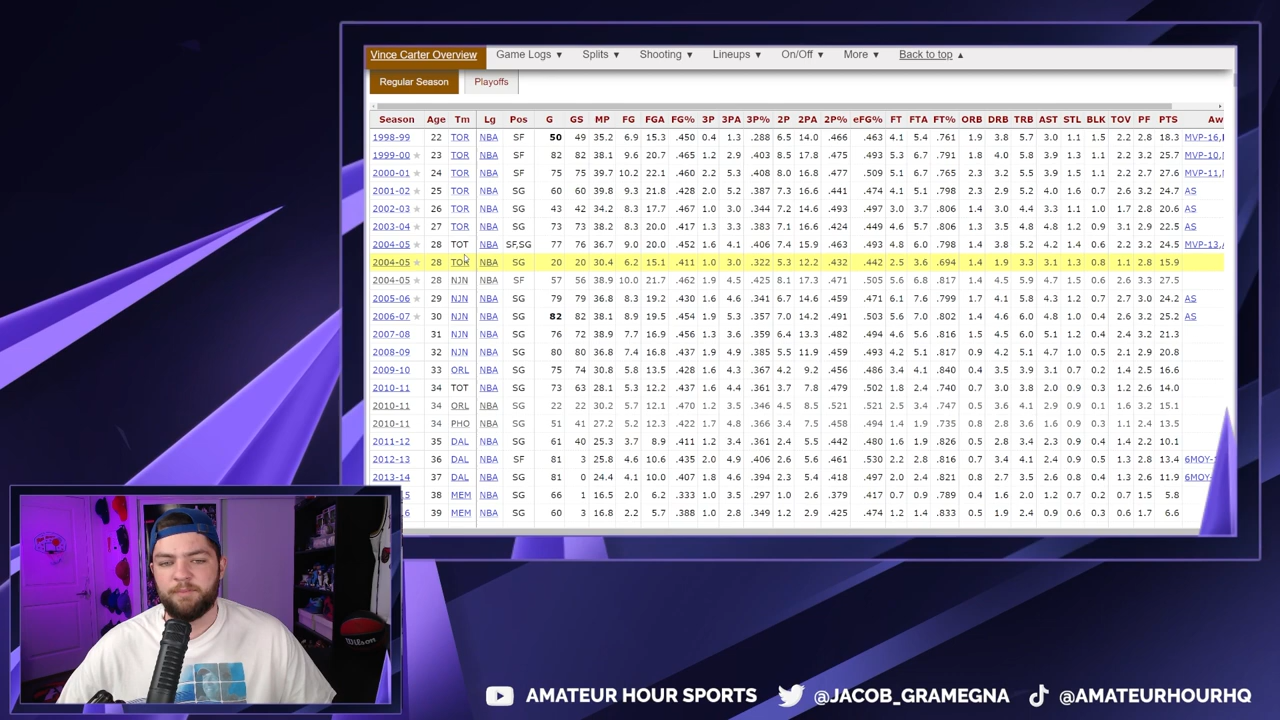 Vince Carter Overview Game Logs ▼ Splits ▼ Shooting ▼ Lineups ▼ On/Off ▼ More ▼ Back to top ▲
Regular Season Playoffs
Season Age Tm Lg Pos G GS MP FG FGA FG% 3P 3PA 3P% 2P 2PA 2P% eFG% FT FTA FT% ORB DRB TRB AST STL BLK TOV PF PTS Aw
1998-99 22 TOR NBA SF 50 49 35.2 6.9 15.3 .450 0.4 1.3 .288 6.5 14.0 .466 .463 4.1 5.4 .761 1.9 3.8 5.7 3.0 1.1 1.5 2.2 2.8 18.3 MVP-16,
1999-00 ★ 23 TOR NBA SF 82 82 38.1 9.6 20.7 .465 1.2 2.9 .403 8.5 17.8 .475 .493 5.3 6.7 .791 1.8 4.0 5.8 3.9 1.3 1.1 2.2 3.2 25.7 MVP-10,
2000-01 ★ 24 TOR NBA SF 75 75 39.7 10.2 22.1 .460 2.2 5.3 .408 8.0 16.8 .477 .509 5.1 6.7 .765 2.3 3.2 5.5 3.9 1.5 1.1 2.2 2.7 27.6 MVP-11,
2001-02 ★ 25 TOR NBA SG 60 60 39.8 9.3 21.8 .428 2.0 5.2 .387 7.3 16.6 .441 .474 4.1 5.1 .798 2.3 2.9 5.2 4.0 1.6 0.7 2.6 3.2 24.7 AS
2002-03 ★ 26 TOR NBA SG 43 42 34.2 8.3 17.7 .467 1.0 3.0 .344 7.2 14.6 .493 .497 3.0 3.7 .806 1.4 3.0 4.4 3.3 1.1 1.0 1.7 2.8 20.6 AS
2003-04 ★ 27 TOR NBA SG 73 73 38.2 8.3 20.0 .417 1.3 3.3 .383 7.1 16.6 .424 .449 4.6 5.7 .806 1.3 3.5 4.8 4.8 1.2 0.9 3.1 2.9 22.5 AS
2004-05 ★ 28 TOT NBA SF,SG 77 76 36.7 9.0 20.0 .452 1.6 4.1 .406 7.4 15.9 .463 .493 4.8 6.0 .798 1.4 3.8 5.2 4.2 1.4 0.6 2.2 3.2 24.5 MVP-13,
2004-05 ★ 28 TOR NBA SG 20 20 30.4 6.2 15.1 .411 1.0 3.0 .322 5.3 12.2 .432 .442 2.5 3.6 .694 1.4 1.9 3.3 3.1 1.3 0.8 1.1 2.8 15.9
2004-05 ★ 28 NJN NBA SF 57 56 38.9 10.0 21.7 .462 1.9 4.5 .425 8.1 17.3 .471 .505 5.6 6.8 .817 1.4 4.5 5.9 4.7 1.5 0.6 2.6 3.3 27.5
2005-06 ★ 29 NJN NBA SG 79 79 36.8 8.3 19.2 .430 1.6 4.6 .341 6.7 14.6 .459 .471 6.1 7.6 .799 1.7 4.1 5.8 4.3 1.2 0.7 2.7 3.0 24.2 AS
2006-07 ★ 30 NJN NBA SG 82 82 38.1 8.9 19.5 .454 1.9 5.3 .357 7.0 14.2 .491 .503 5.6 7.0 .802 1.4 4.6 6.0 4.8 1.0 0.4 2.6 3.2 25.2 AS
2007-08 31 NJN NBA SG 76 72 38.9 7.7 16.9 .456 1.3 3.6 .359 6.4 13.3 .482 .494 4.6 5.6 .816 1.5 4.5 6.0 5.1 1.2 0.4 2.4 3.2 21.3
2008-09 32 NJN NBA SG 80 80 36.8 7.4 16.8 .437 1.9 4.9 .385 5.5 11.9 .459 .493 4.2 5.1 .817 0.9 4.2 5.1 4.7 1.0 0.5 2.1 2.9 20.8
2009-10 33 ORL NBA SG 75 74 30.8 5.8 13.5 .428 1.6 4.3 .367 4.2 9.2 .456 .486 3.4 4.1 .840 0.4 3.5 3.9 3.1 0.7 0.2 1.4 2.5 16.6
2010-11 34 TOT NBA SG 73 63 28.1 5.3 12.2 .437 1.6 4.4 .361 3.7 7.8 .479 .502 1.8 2.4 .740 0.7 3.0 3.8 2.0 0.9 0.3 1.2 2.6 14.0
2010-11 34 ORL NBA SG 22 22 30.2 5.7 12.1 .470 1.2 3.5 .346 4.5 8.5 .521 .521 2.5 3.4 .747 0.5 3.6 4.1 2.9 0.9 0.1 1.6 3.2 15.1
2010-11 34 PHO NBA SG 51 41 27.2 5.2 12.3 .422 1.7 4.8 .366 3.4 7.5 .458 .494 1.4 1.9 .735 0.8 2.8 3.6 1.6 0.9 0.3 1.1 2.4 13.5
2011-12 35 DAL NBA SG 61 40 25.3 3.7 8.9 .411 1.2 3.4 .361 2.4 5.5 .442 .480 1.6 1.9 .826 0.5 2.8 3.4 2.3 0.9 0.4 1.4 2.2 10.1
2012-13 36 DAL NBA SF 81 3 25.8 4.6 10.6 .435 2.0 4.9 .406 2.6 5.6 .461 .530 2.2 2.8 .816 0.7 3.4 4.1 2.4 0.9 0.5 1.3 2.8 13.4 6MOY-
2013-14 37 DAL NBA SG 81 0 24.4 4.0 10.0 .407 1.8 4.6 .394 2.3 5.4 .418 .497 2.0 2.4 .821 0.8 2.7 3.5 2.6 0.8 0.4 1.3 2.6 11.9 6MOY-
5 38 MEM NBA SG 66 1 16.5 2.0 6.2 .333 1.0 3.5 .297 1.0 2.6 .379 .417 0.7 0.9 .789 0.4 1.6 2.0 1.2 0.7 0.2 0.7 1.5 5.8
6 39 MEM NBA SG 60 3 16.8 2.2 5.7 .388 1.0 2.8 .349 1.2 2.9 .425 .474 1.2 1.4 .833 0.5 1.9 2.4 0.9 0.6 0.3 0.6 1.7 6.6
Wilson
AMATEUR HOUR SPORTS @JACOB_GRAMEGNA @AMATEURHOURHQ